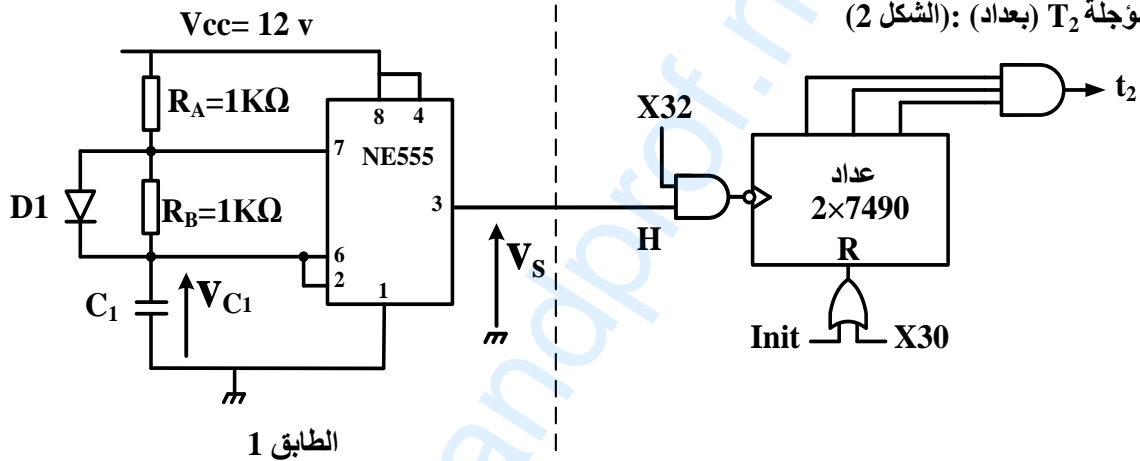 ؤجلة T2 (بعداد) :(الشكل 2)
Vcc= 12 v
RA=1KΩ
8 4
7
NE555
D1
RB=1KΩ
3
6
2
C1
VC1
1
VS
الطابق 1
X32
H
عداد
2×7490
R
Init
X30
t2